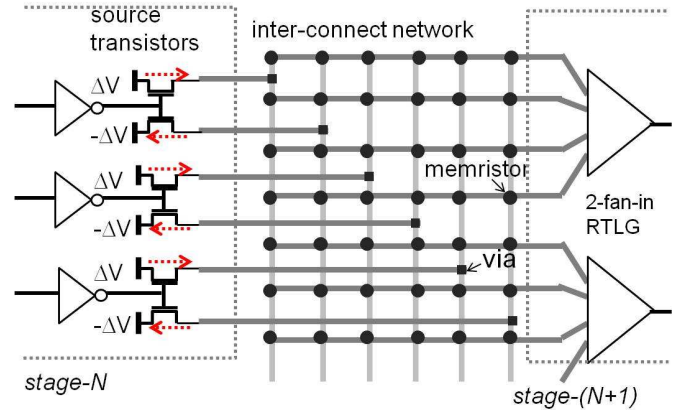 source
transistors
inter-connect network
ΔV
-ΔV
ΔV
-ΔV
ΔV
-ΔV
memristor
via
2-fan-in
RTLG
stage-N
stage-(N+1)